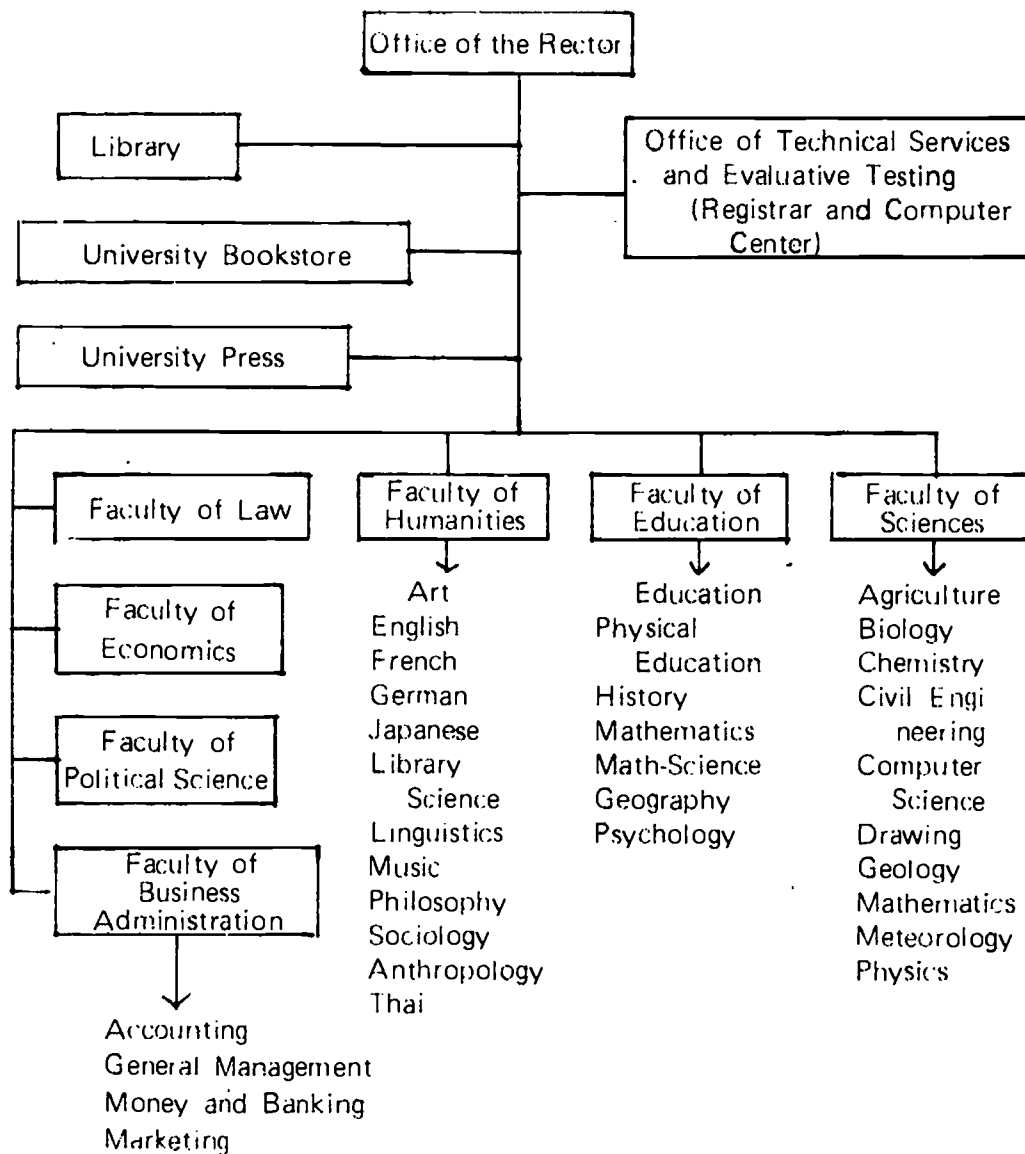 Office of the Rector
Library
Office of Technical Services
and Evaluative Testing
(Registrar and Computer
Center)
University Bookstore
University Press
Faculty of Law
Faculty of
Economics
Faculty of
Political Science
Faculty of
Business
Administration
Accounting
General Management
Money and Banking
Marketing
Faculty of
Humanities
Art
English
French
German
Japanese
Library
Science
Linguistics
Music
Philosophy
Sociology
Anthropology
Thai
Faculty of
Education
Education
Physical
Education
History
Mathematics
Math-Science
Geography
Psychology
Faculty of
Sciences
Agriculture
Biology
Chemistry
Civil Engi
neering
Computer
Science
Drawing
Geology
Mathematics
Meteorology
Physics